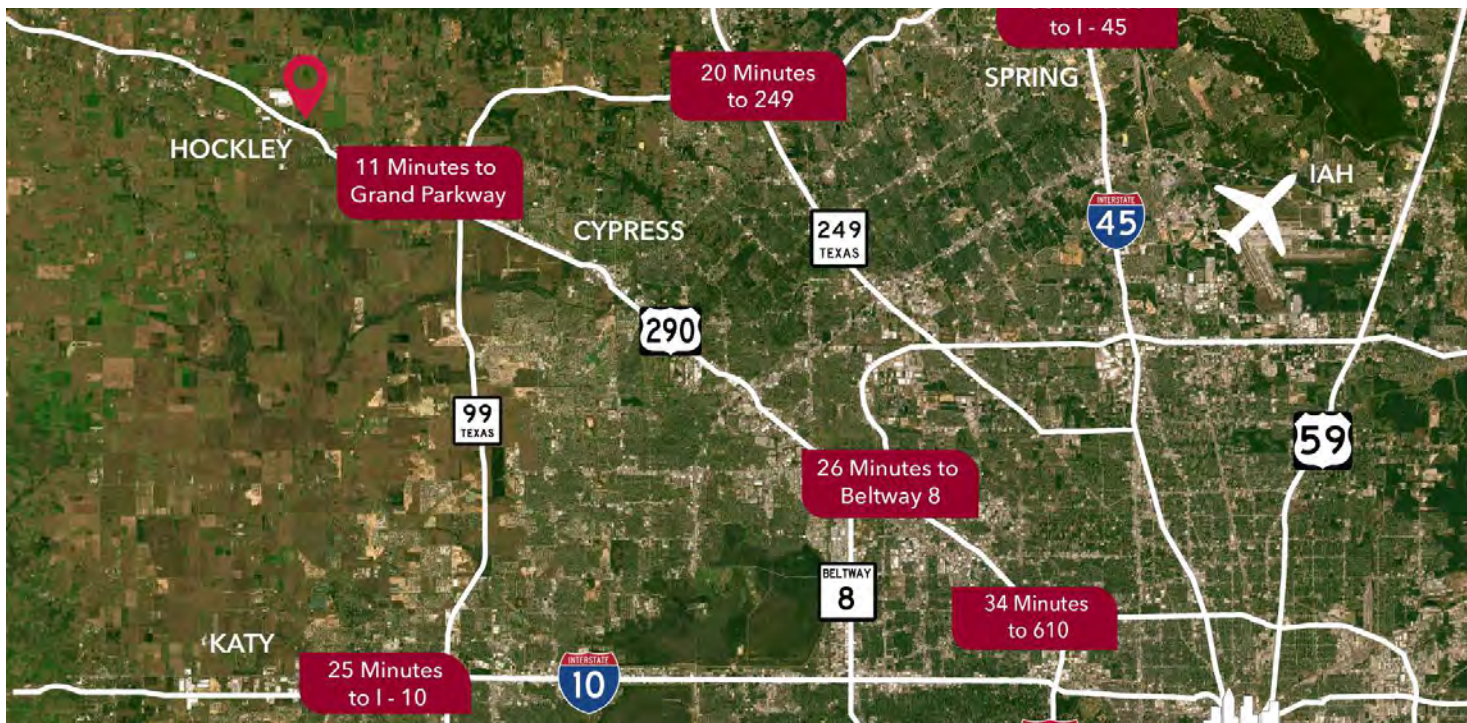 to I - 45
20 Minutes
to 249
SPRING
HOCKLEY
11 Minutes to
Grand Parkway
IAH
CYPRESS
249
TEXAS
INTERSTATE
45
290
99
TEXAS
59
26 Minutes to
Beltway 8
BELTWAY
8
34 Minutes
to 610
KATY
25 Minutes
to I - 10
INTERSTATE
10